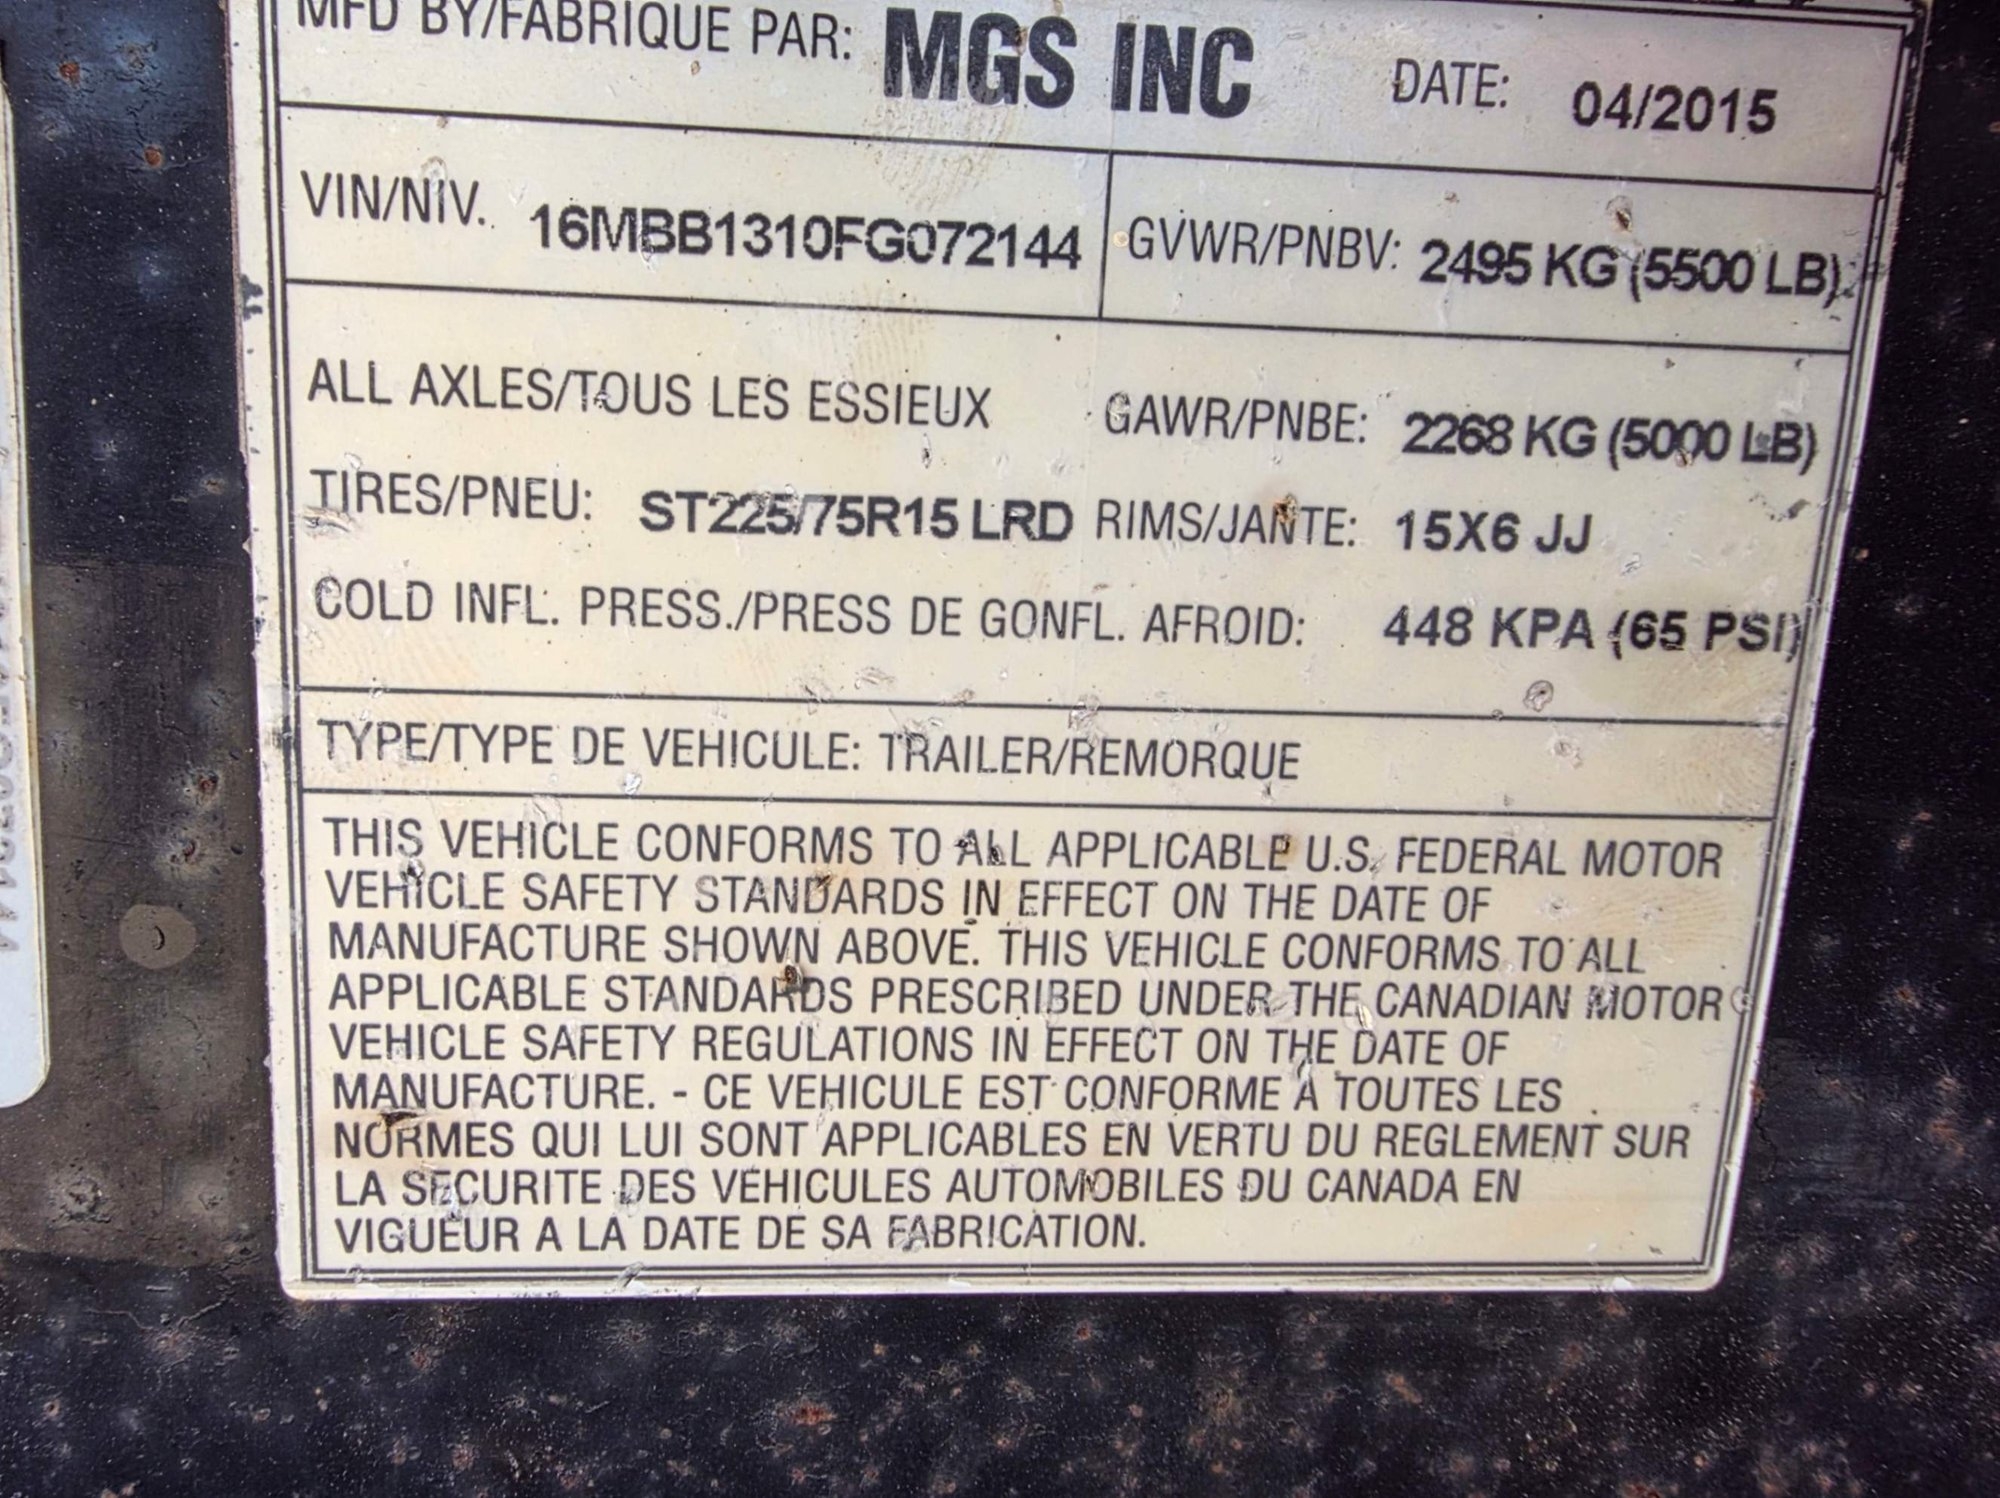 MFD BY/FABRIQUE PAR: MGS INC DATE: 04/2015
VIN/NIV. 16MBB1310FG072144 GVWR/PNBV: 2495 KG (5500 LB)
ALL AXLES/TOUS LES ESSIEUX GAWR/PNBE: 2268 KG (5000 LB)
TIRES/PNEU: ST225/75R15 LRD RIMS/JANTE: 15X6 JJ
COLD INFL. PRESS./PRESS DE GONFL. AFROID: 448 KPA (65 PSI)
TYPE/TYPE DE VEHICULE: TRAILER/REMORQUE
THIS VEHICLE CONFORMS TO ALL APPLICABLE U.S. FEDERAL MOTOR
VEHICLE SAFETY STANDARDS IN EFFECT ON THE DATE OF
MANUFACTURE SHOWN ABOVE. THIS VEHICLE CONFORMS TO ALL
APPLICABLE STANDARDS PRESCRIBED UNDER THE CANADIAN MOTOR
VEHICLE SAFETY REGULATIONS IN EFFECT ON THE DATE OF
MANUFACTURE. - CE VEHICULE EST CONFORME A TOUTES LES
NORMES QUI LUI SONT APPLICABLES EN VERTU DU REGLEMENT SUR
LA SECURITE DES VEHICULES AUTOMOBILES DU CANADA EN
VIGUEUR A LA DATE DE SA FABRICATION.